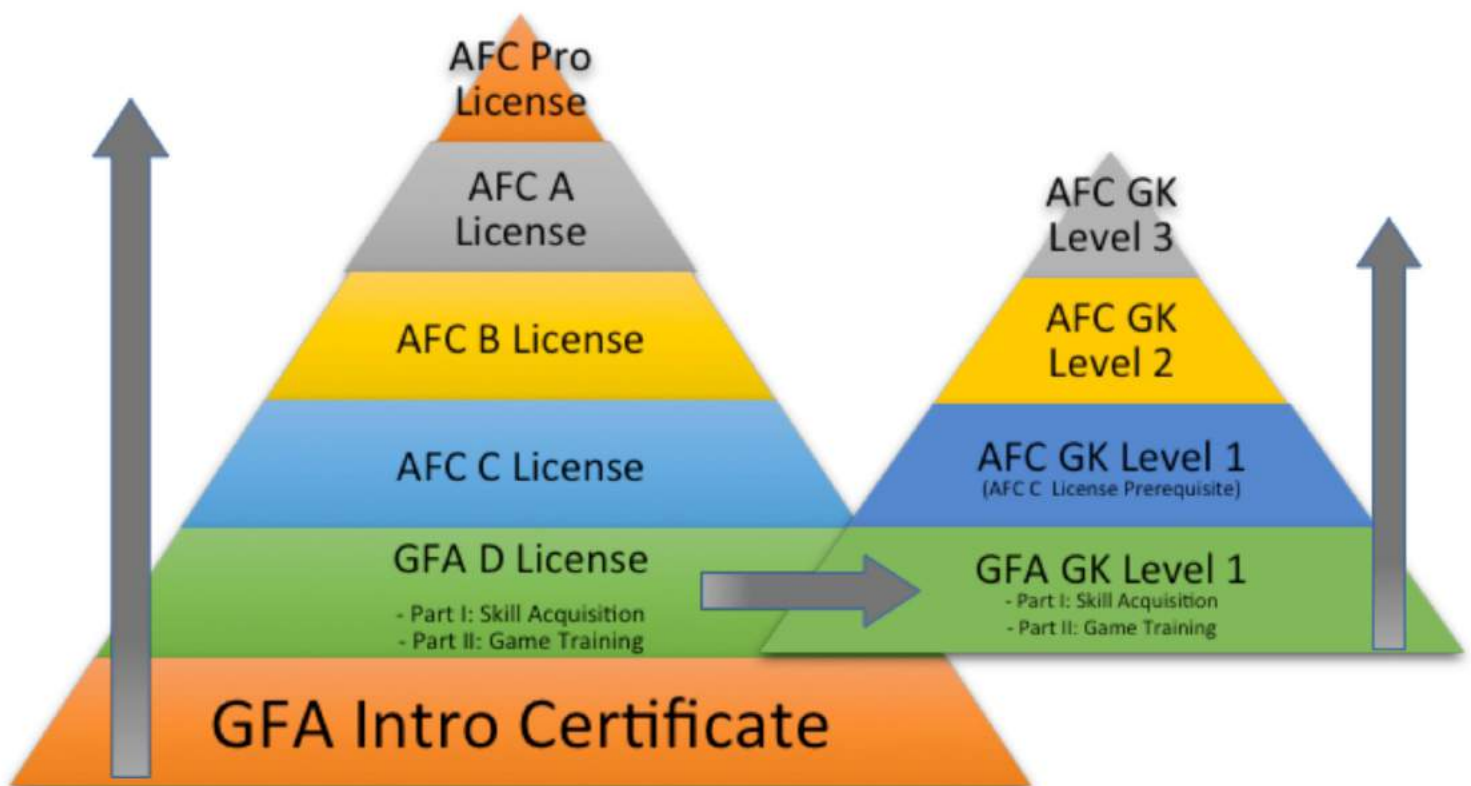 AFC Pro
License
AFC A
License
AFC B License
AFC C License
GFA D License
- Part I: Skill Acquisition
- Part II: Game Training
GFA Intro Certificate
AFC GK
Level 3
AFC GK
Level 2
AFC GK Level 1
(AFC C License Prerequisite)
GFA GK Level 1
- Part I: Skill Acquisition
- Part II: Game Training